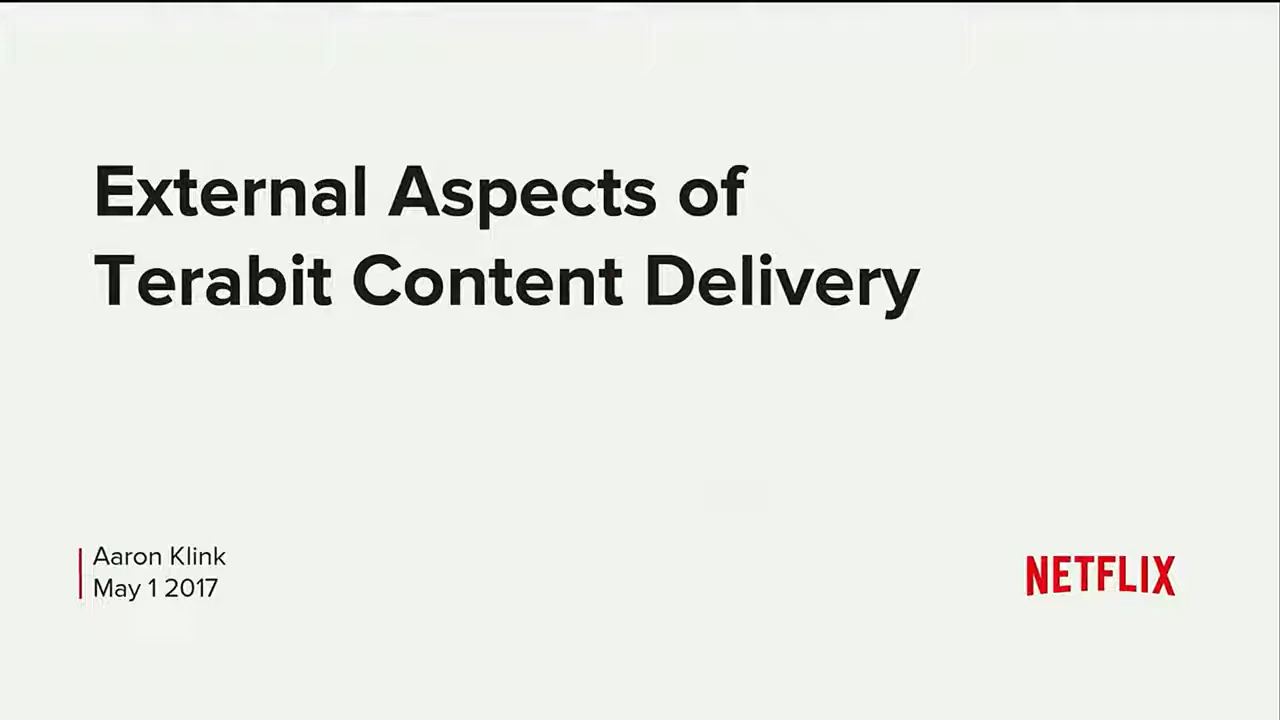 External Aspects of
Terabit Content Delivery
Aaron Klink
May 1 2017
NETFLIX